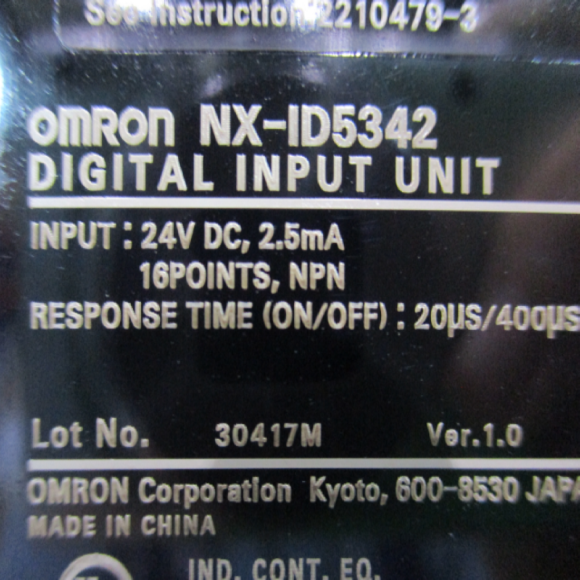 See Instruction 2210479-3
OMRON NX-ID5342
DIGITAL INPUT UNIT
INPUT : 24V DC, 2.5mA
16POINTS, NPN
RESPONSE TIME (ON/OFF) : 20µS/400µS
Lot No. 30417M Ver.1.0
OMRON Corporation Kyoto, 600-8530 JAPA
MADE IN CHINA
IND. CONT. EQ.